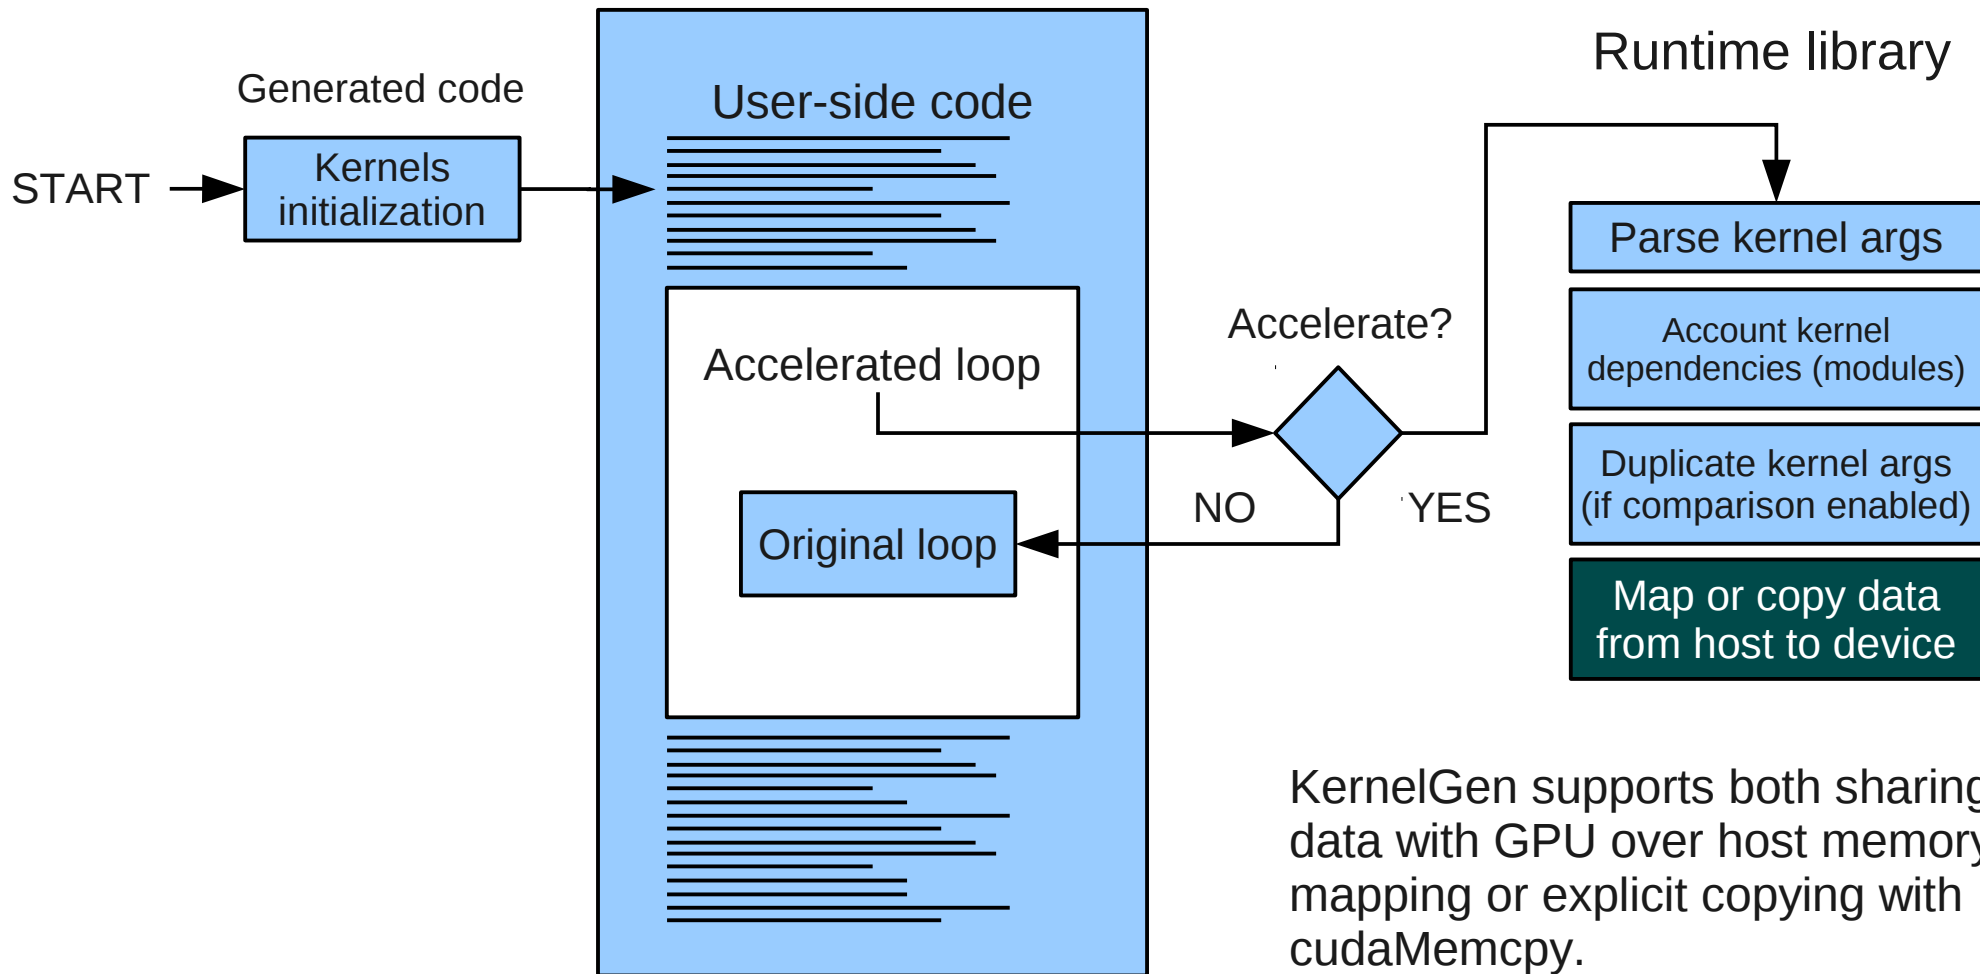 Runtime library
Generated code
User-side code
START
Kernels
initialization
Parse kernel args
Accelerate?
Account kernel
dependencies (modules)
Accelerated loop
Duplicate kernel args
(if comparison enabled)
NO
YES
Original loop
Map or copy data
from host to device
KernelGen supports both sharing
data with GPU over host memory
mapping or explicit copying with
cudaMemcpy.